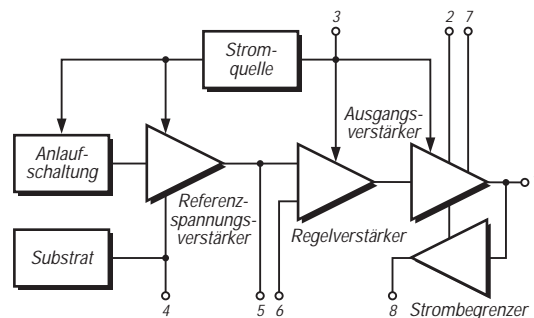 3
2
7
Strom-
quelle
Ausgangs-
verstärker
Anlauf-
schaltung
Referenz-
spannungs-
verstärker
Regelverstärker
Substrat
4
5
6
8
Strombegrenzer